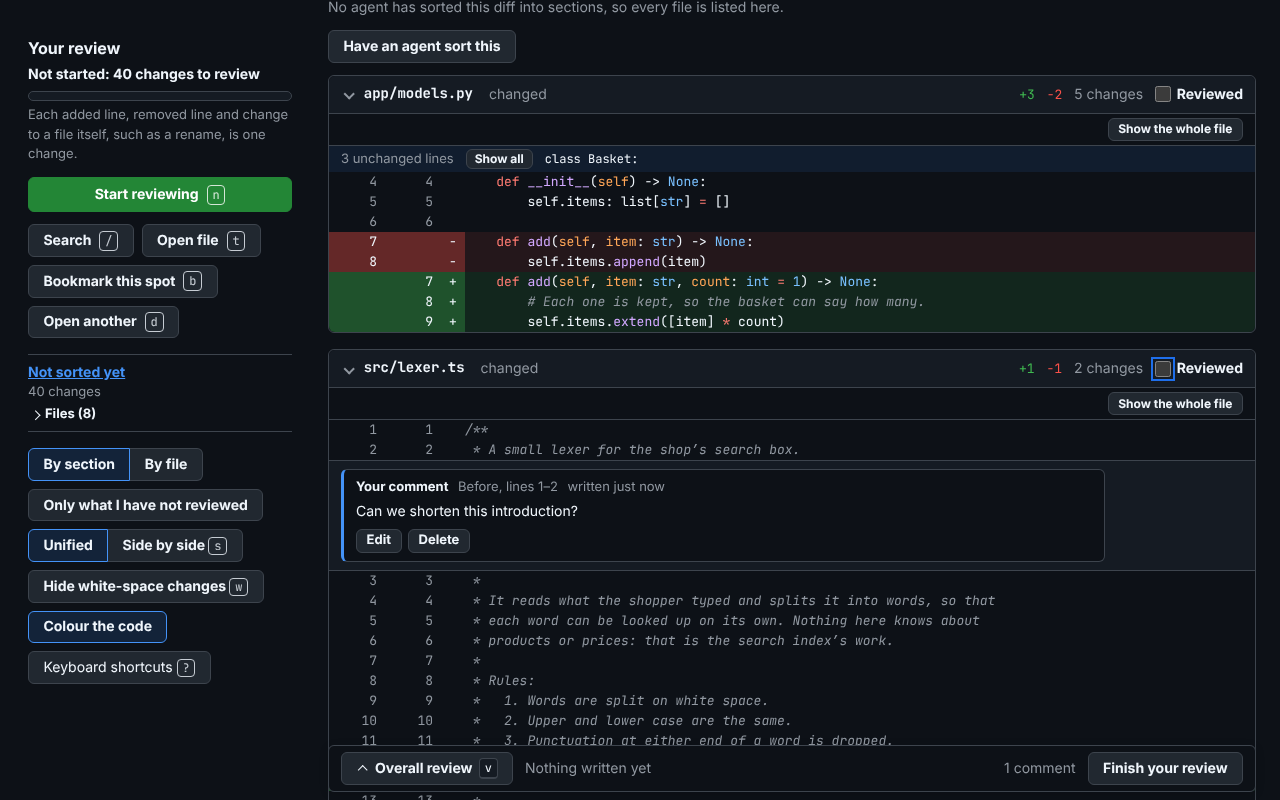 No agent has sorted this diff into sections, so every file is listed here.
Have an agent sort this
Your review
Not started: 40 changes to review
Each added line, removed line and change
to a file itself, such as a rename, is one
change.
Start reviewing n
Search / Open file t
Bookmark this spot b
Open another d
Not sorted yet
40 changes
Files (8)
By section By file
Only what I have not reviewed
Unified Side by side s
Hide white-space changes w
Colour the code
Keyboard shortcuts ?
app/models.py changed +3 -2 5 changes Reviewed
Show the whole file
3 unchanged lines Show all class Basket:
4 4 def __init__(self) -> None:
5 5 self.items: list[str] = []
6 6
7 - def add(self, item: str) -> None:
8 - self.items.append(item)
7 + def add(self, item: str, count: int = 1) -> None:
8 + # Each one is kept, so the basket can say how many.
9 + self.items.extend([item] * count)
src/lexer.ts changed +1 -1 2 changes Reviewed
Show the whole file
1 1 /**
2 2 * A small lexer for the shop’s search box.
Your comment Before, lines 1–2 written just now
Can we shorten this introduction?
Edit Delete
3 3 *
4 4 * It reads what the shopper typed and splits it into words, so that
5 5 * each word can be looked up on its own. Nothing here knows about
6 6 * products or prices: that is the search index’s work.
7 7 *
8 8 * Rules:
9 9 * 1. Words are split on white space.
10 10 * 2. Upper and lower case are the same.
11 11 * 3. Punctuation at either end of a word is dropped.
Overall review v Nothing written yet 1 comment Finish your review
13 13 *